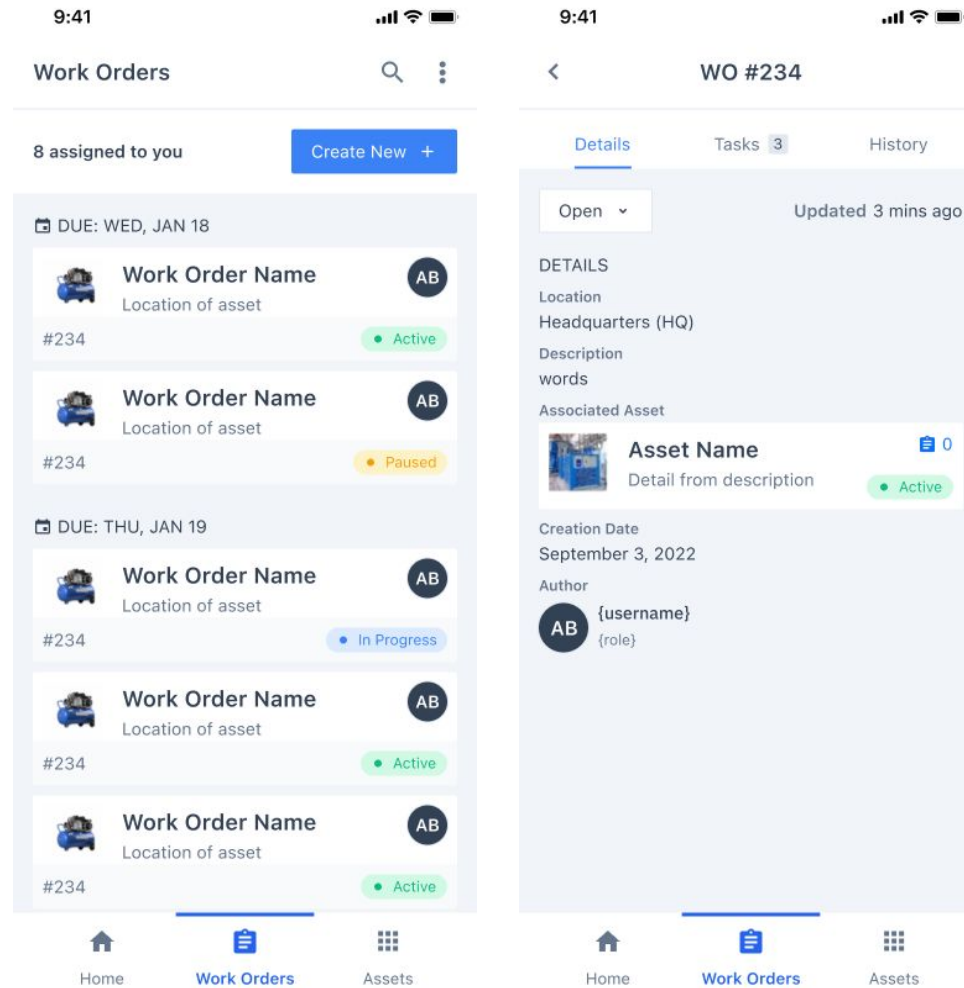 9:41
Work Orders
8 assigned to you
Create New +
DUE: WED, JAN 18
Work Order Name
AB
Location of asset
#234
Active
Work Order Name
AB
Location of asset
#234
Paused
DUE: THU, JAN 19
Work Order Name
AB
Location of asset
#234
In Progress
Work Order Name
AB
Location of asset
#234
Active
Work Order Name
AB
Location of asset
#234
Active
Home
Work Orders
Assets
9:41
WO #234
Details
Tasks 3
History
Open
Updated 3 mins ago
DETAILS
Location
Headquarters (HQ)
Description
words
Associated Asset
Asset Name
0
Detail from description
Active
Creation Date
September 3, 2022
Author
AB
{username}
{role}
Home
Work Orders
Assets